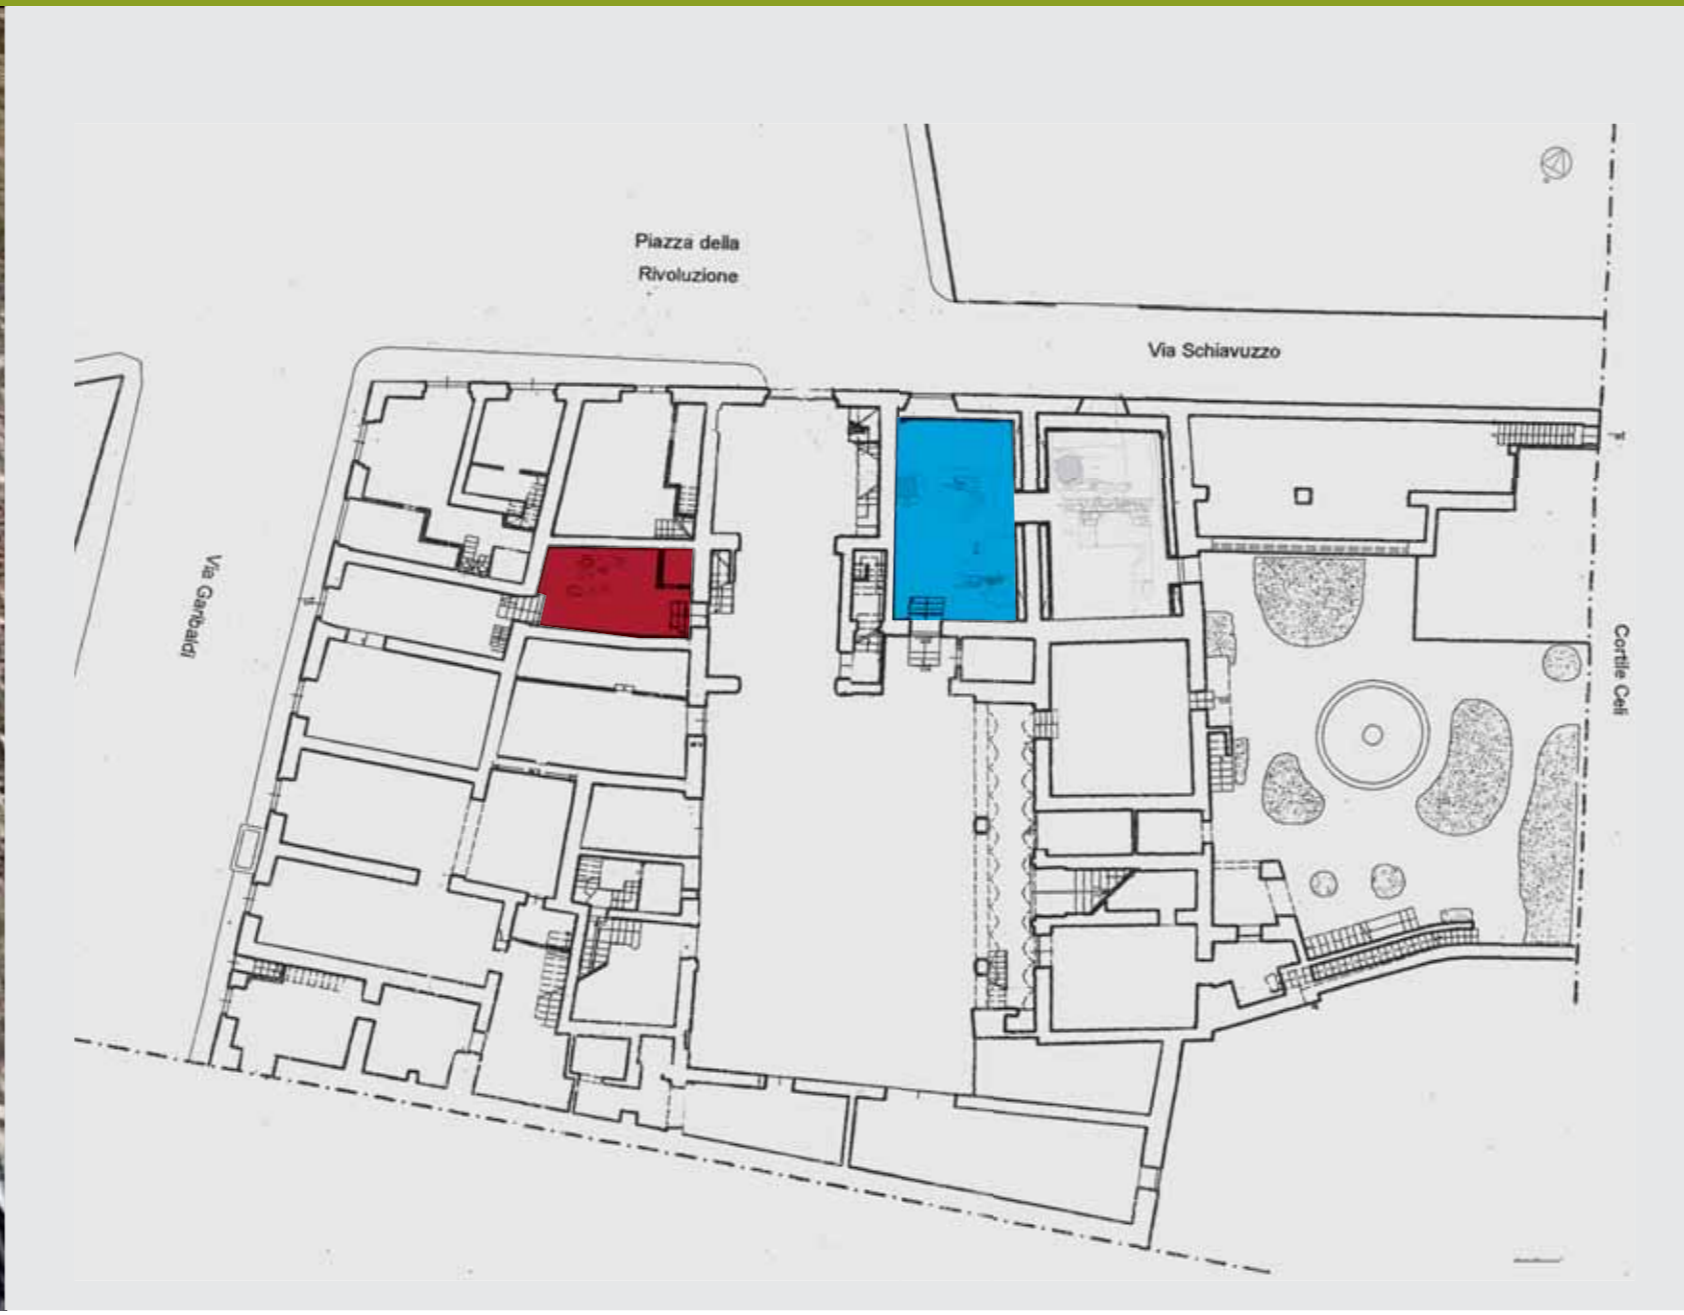 Piazza della
Rivoluzione
Via Schiavuzzo
Via Garibaldi
Cortile Celi